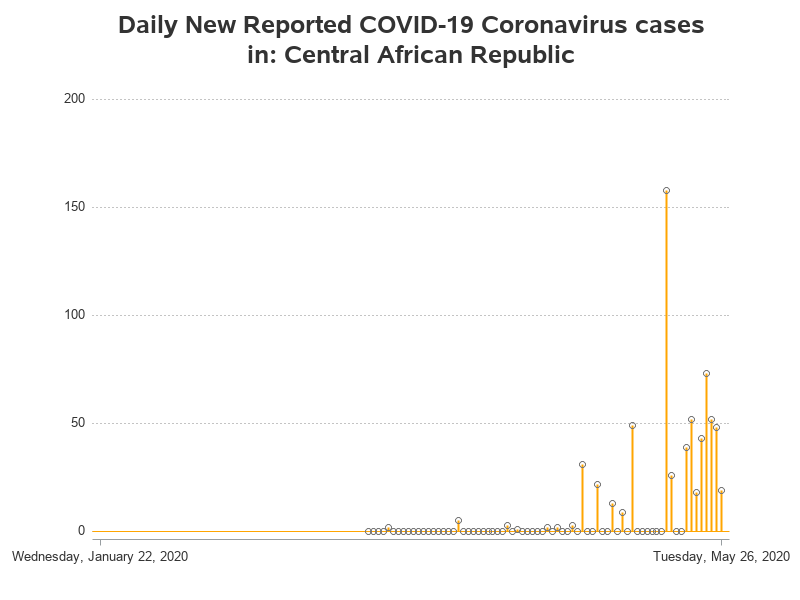 Daily New Reported COVID-19 Coronavirus cases
in: Central African Republic
200
150
100
50
0
Wednesday, January 22, 2020
Tuesday, May 26, 2020